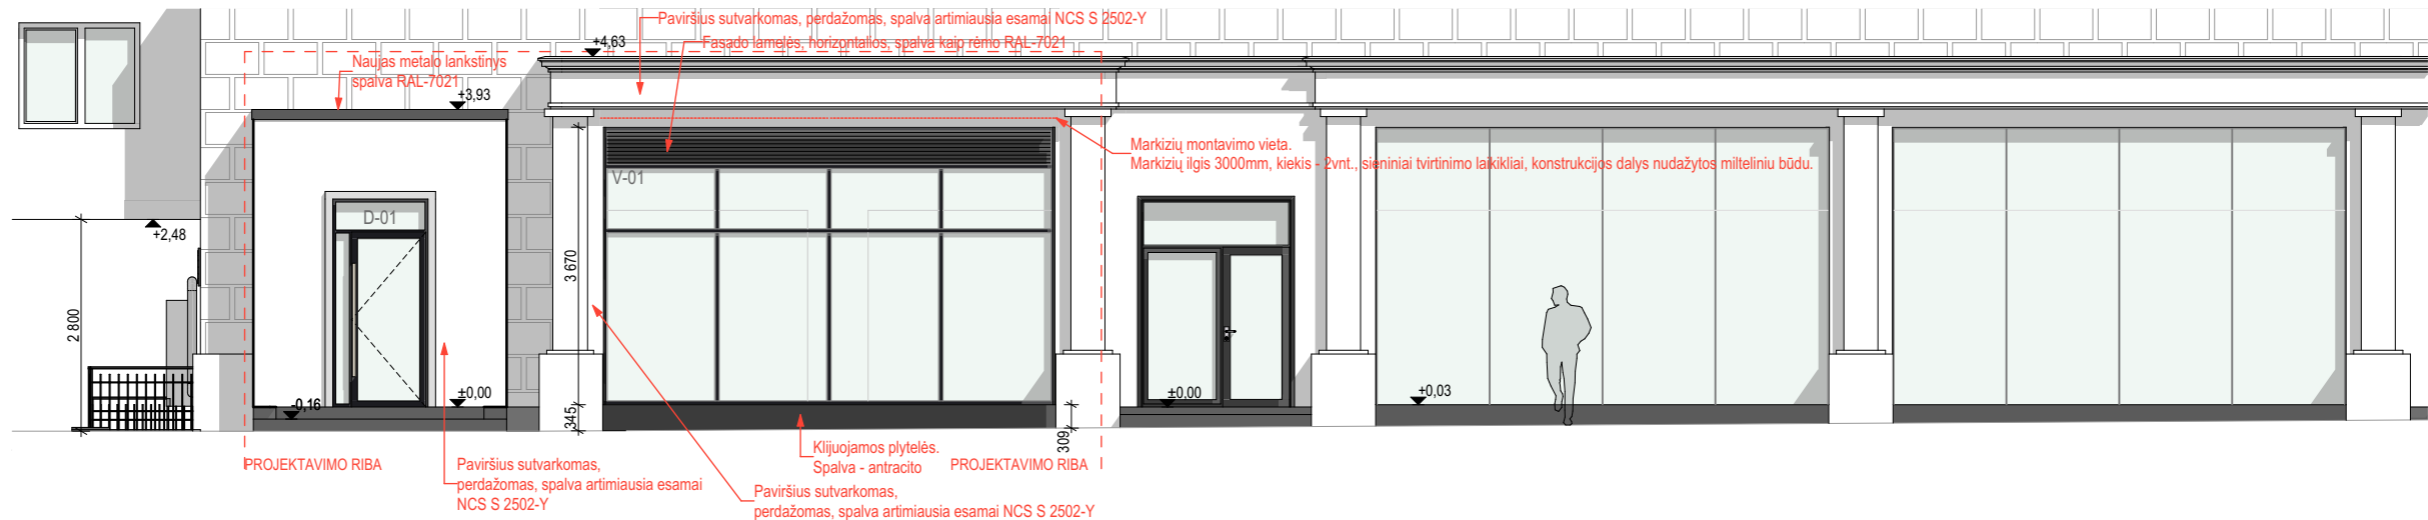 Paviršius sutvarkomas, perdažomas, spalva artimiausia esamai NCS S 2502-Y
+4,63
Fasado lamelės, horizontalios, spalva kaip rėmo RAL-7021
Naujas metalo lankstinys
spalva RAL-7021
+3,93
Markizių montavimo vieta.
Markizių ilgis 3000mm, kiekis - 2vnt., sieniniai tvirtinimo laikikliai, konstrukcijos dalys nudažytos milteliniu būdu.
V-01
D-01
+2,48
3 670
2 800
±0,00
-0,16
±0,00
+0,03
345
309
Klijuojamos plytelės.
Spalva - antracito
PROJEKTAVIMO RIBA
PROJEKTAVIMO RIBA
Paviršius sutvarkomas,
perdažomas, spalva artimiausia esamai
NCS S 2502-Y
Paviršius sutvarkomas,
perdažomas, spalva artimiausia esamai NCS S 2502-Y